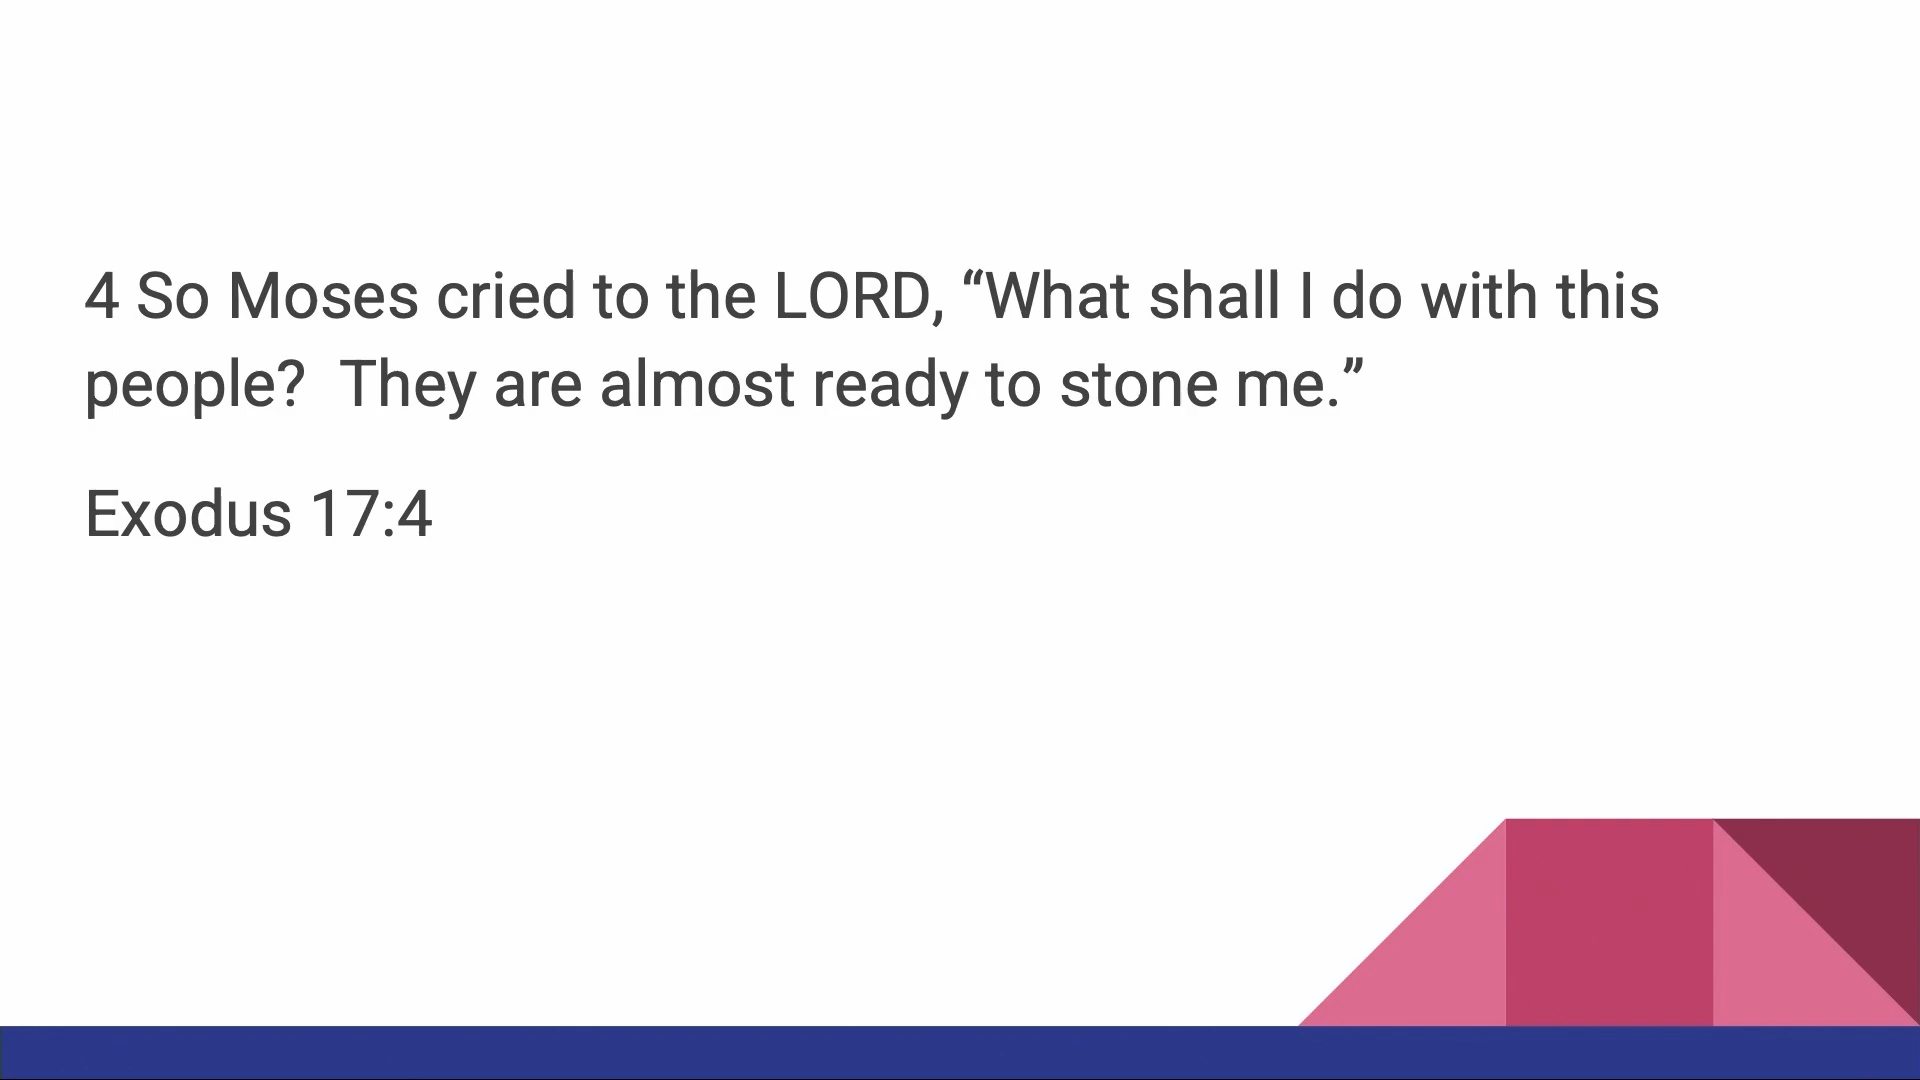 4 So Moses cried to the LORD, “What shall I do with this
people?  They are almost ready to stone me.”
Exodus 17:4